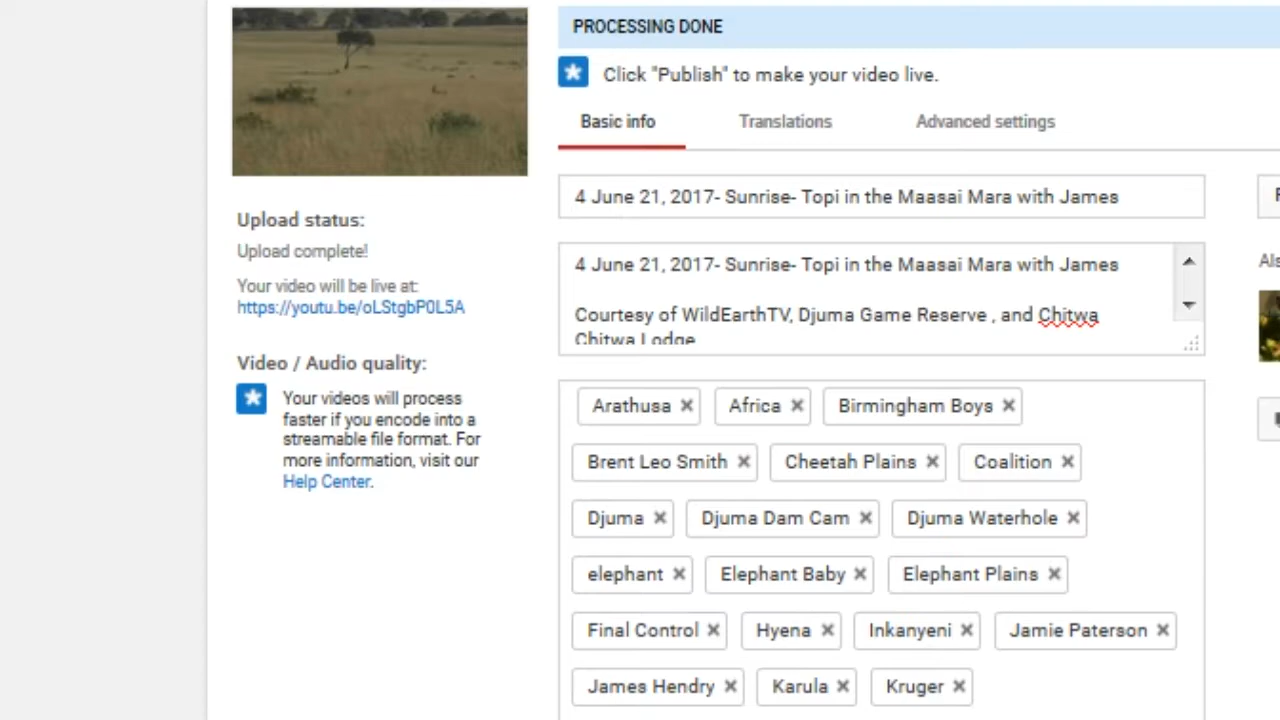 PROCESSING DONE
Click "Publish" to make your video live.
Basic info Translations Advanced settings
4 June 21, 2017- Sunrise- Topi in the Maasai Mara with James
4 June 21, 2017- Sunrise- Topi in the Maasai Mara with James
Courtesy of WildEarthTV, Djuma Game Reserve , and Chitwa
Chitwa Lodge
Upload status:
Upload complete!
Your video will be live at:
https://youtu.be/oLStgbP0L5A
Video / Audio quality:
Your videos will process
faster if you encode into a
streamable file format. For
more information, visit our
Help Center.
Arathusa Africa Birmingham Boys
Brent Leo Smith Cheetah Plains Coalition
Djuma Djuma Dam Cam Djuma Waterhole
elephant Elephant Baby Elephant Plains
Final Control Hyena Inkanyeni Jamie Paterson
James Hendry Karula Kruger